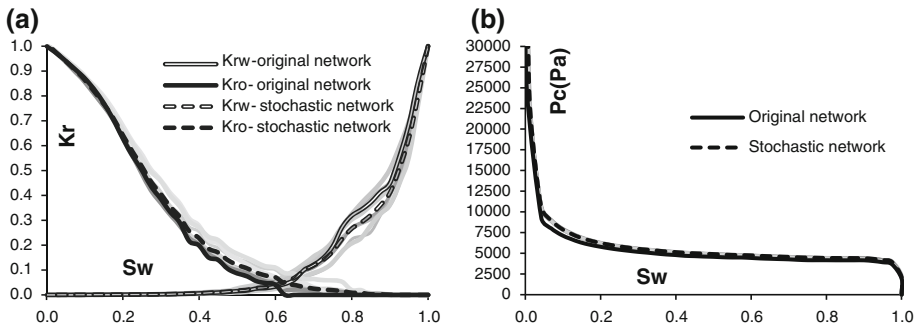 (a)
1.0
0.9
0.8
0.7
0.6
0.5
0.4
0.3
0.2
0.1
0.0
Kr
Krw-original network
Kro- original network
Krw- stochastic network
Kro- stochastic network
Sw
0.0 0.2 0.4 0.6 0.8 1.0
(b)
30000
27500
25000
22500
20000
17500
15000
12500
10000
7500
5000
2500
0
Pc(Pa)
Original network
Stochastic network
Sw
0.0 0.2 0.4 0.6 0.8 1.0